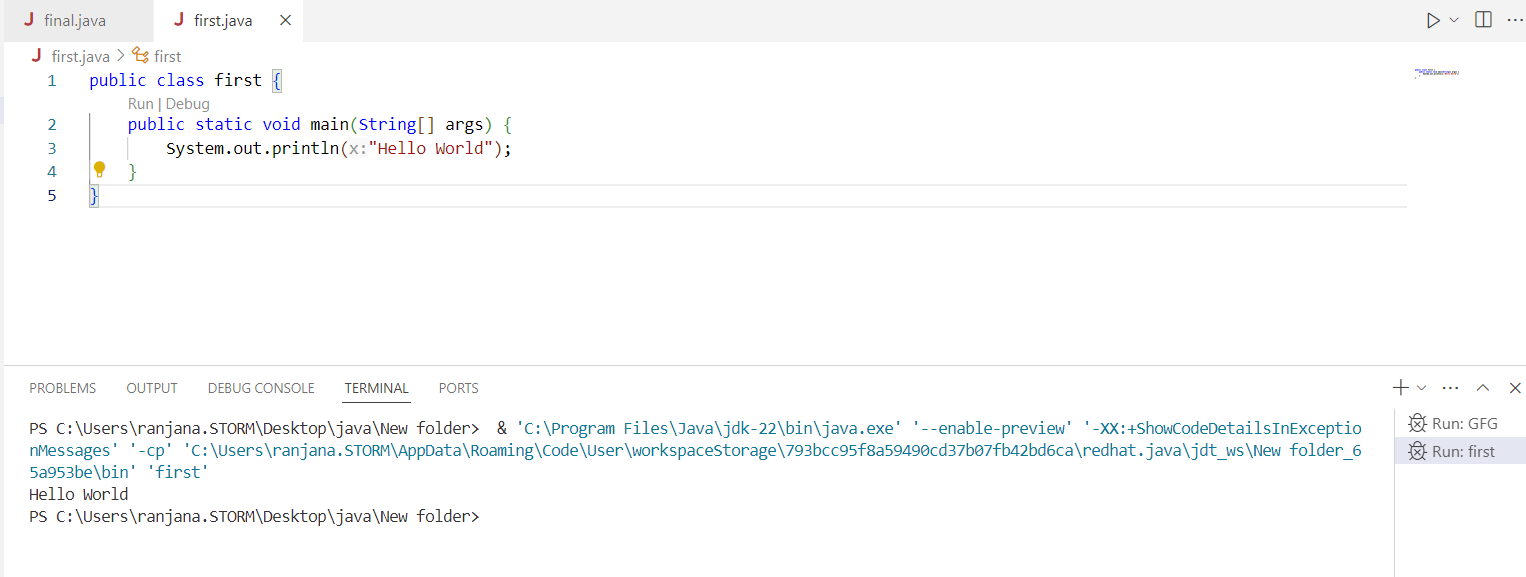 J final.java J first.java
J first.java > first
1 public class first {
Run | Debug
2 public static void main(String[] args) {
3 System.out.println(x:"Hello World");
4 }
5 }
PROBLEMS OUTPUT DEBUG CONSOLE TERMINAL PORTS
PS C:\Users\ranjana.STORM\Desktop\java\New folder> & 'C:\Program Files\Java\jdk-22\bin\java.exe' '--enable-preview' '-XX:+ShowCodeDetailsInExceptio
nMessages' '-cp' 'C:\Users\ranjana.STORM\AppData\Roaming\Code\User\workspaceStorage\793bcc95f8a59490cd37b07fb42bd6ca\redhat.java\jdt_ws\New folder_6
5a953be\bin' 'first'
Hello World
PS C:\Users\ranjana.STORM\Desktop\java\New folder>
Run: GFG
Run: first